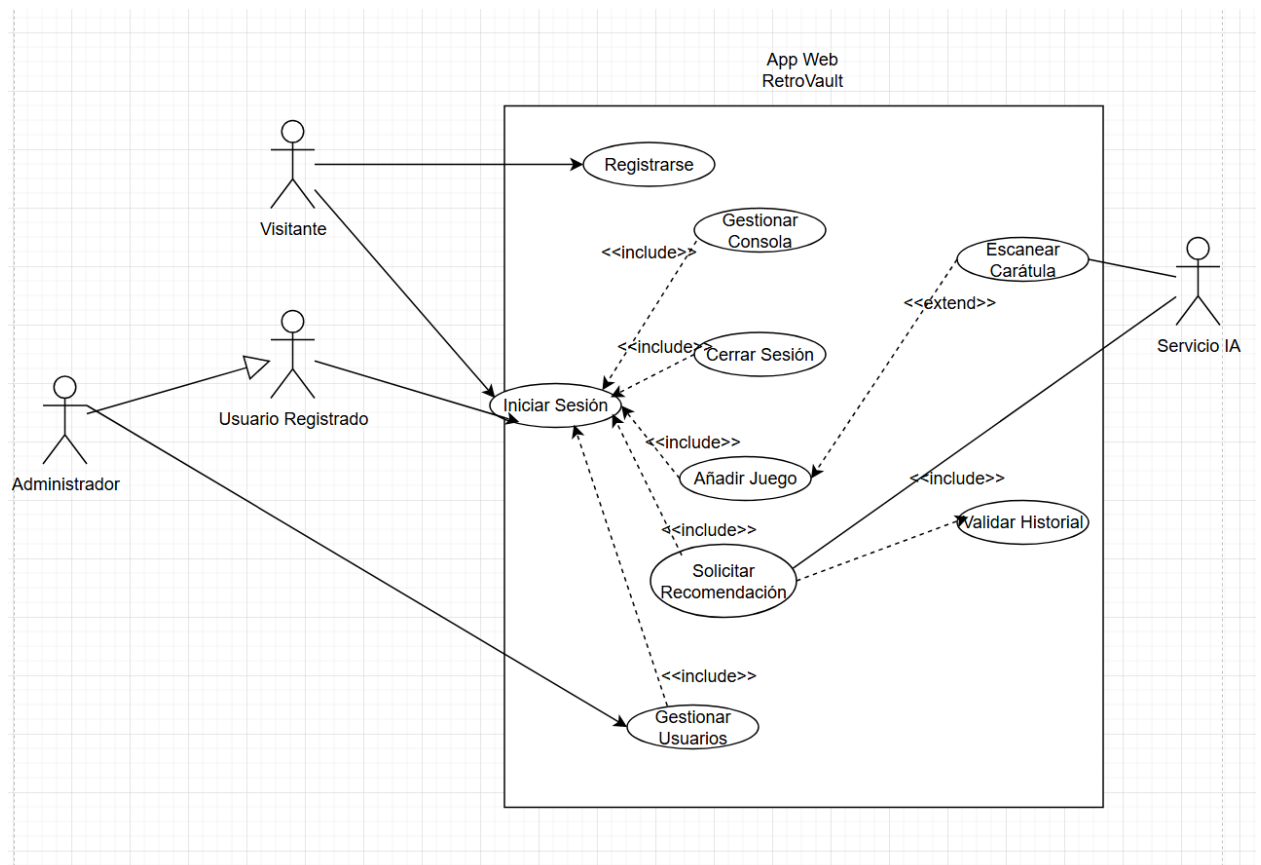 App Web
RetroVault
Registrarse
Visitante
Gestionar
Consola
<<include>>
Escanear
Carátula
<<extend>>
Servicio IA
<<include>>
Cerrar Sesión
Usuario Registrado
Iniciar Sesión
<<include>>
Administrador
Añadir Juego
<<include>>
Validar Historial
<<include>>
Solicitar
Recomendación
<<include>>
Gestionar
Usuarios